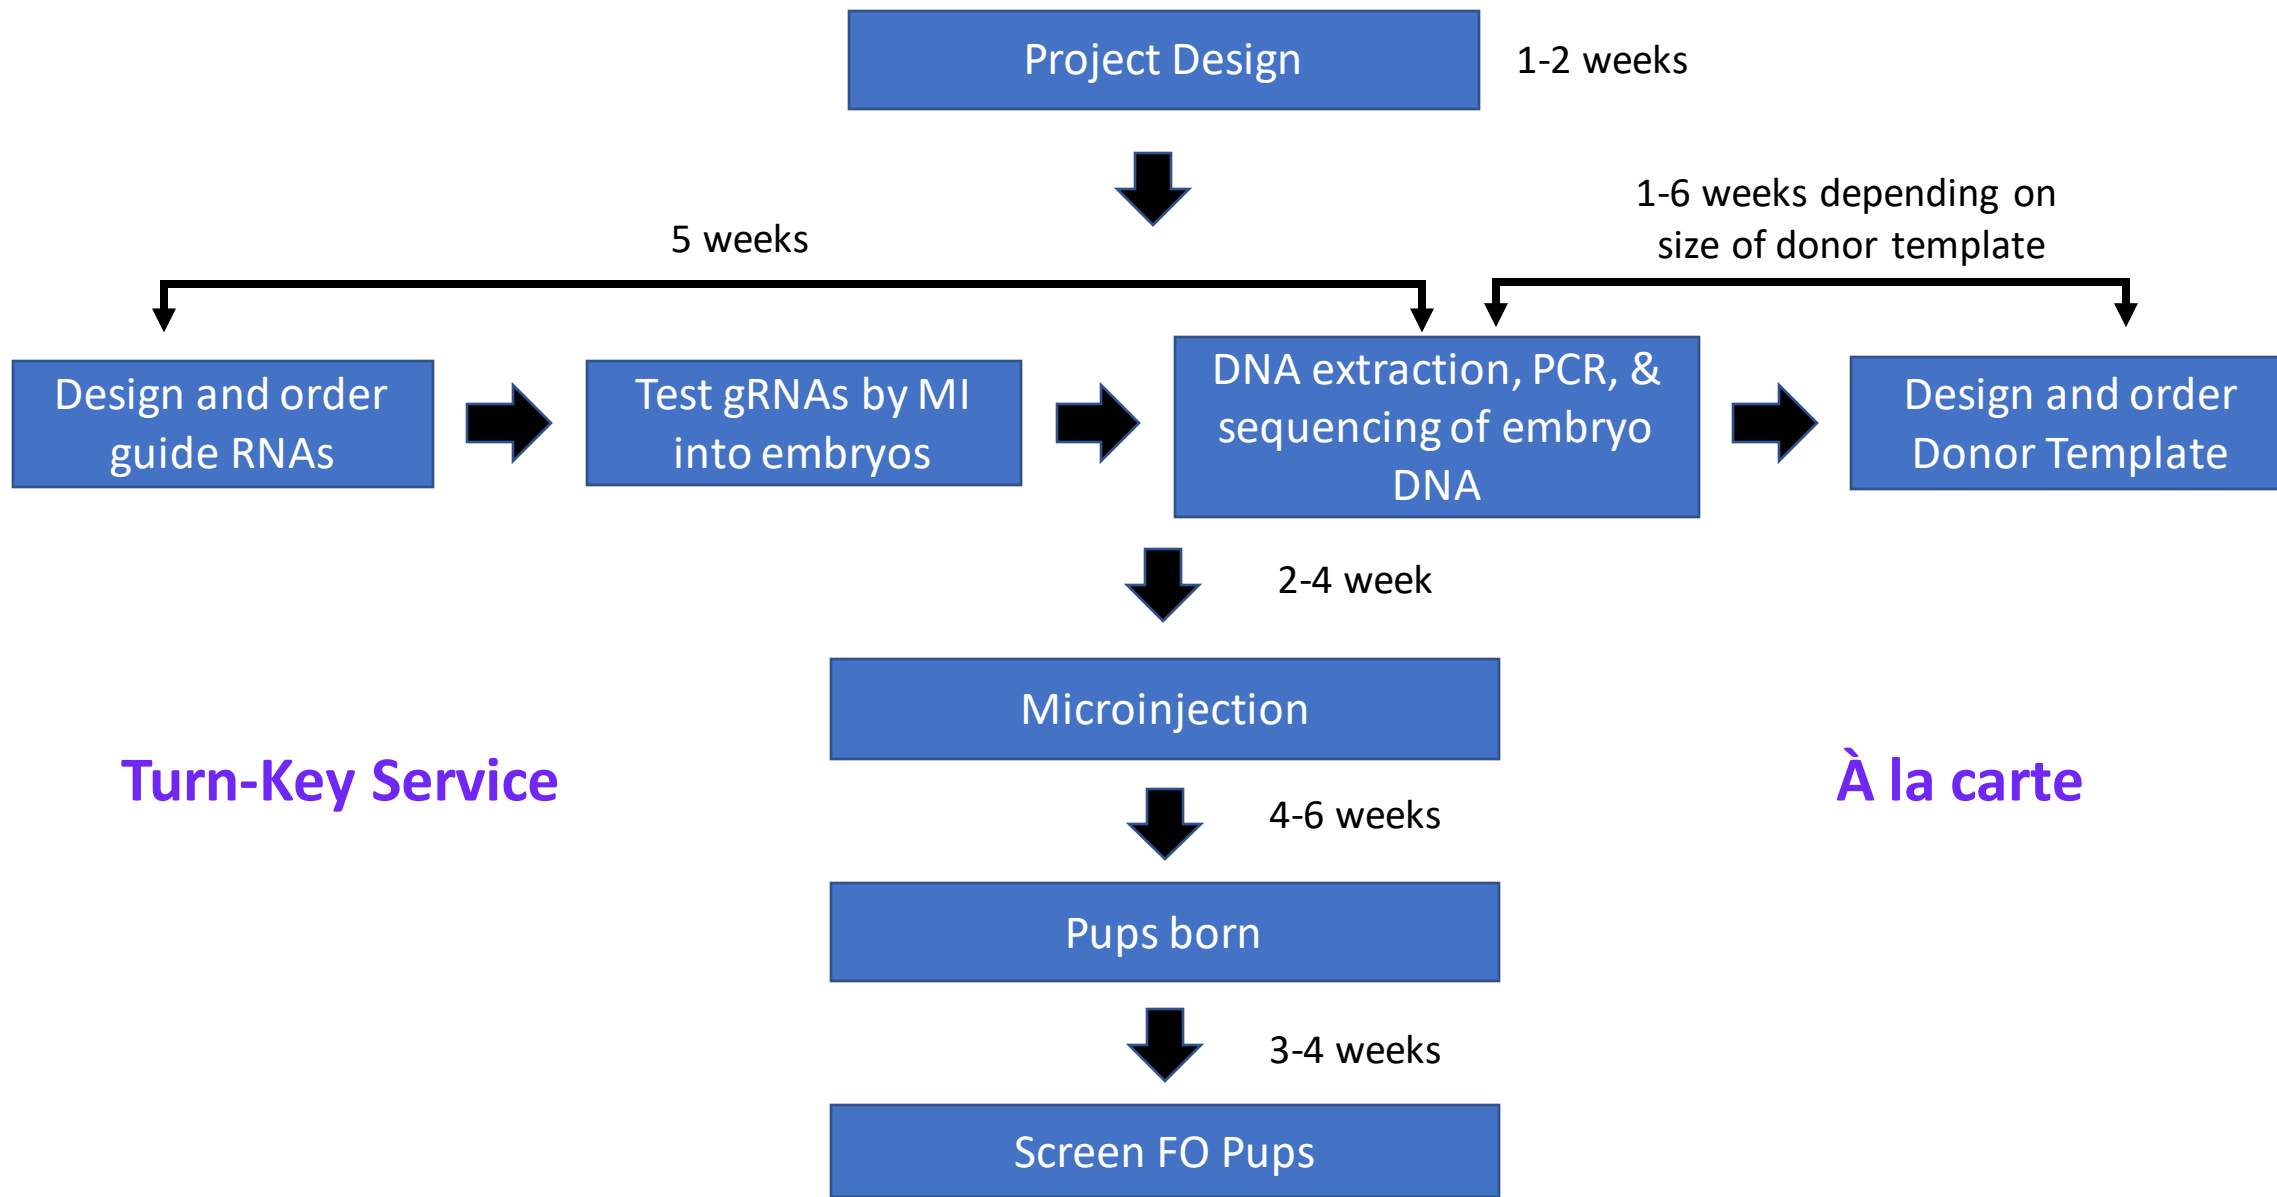 Project Design
1-2 weeks
1-6 weeks depending on
size of donor template
5 weeks
Design and order
guide RNAs
Test gRNAs by MI
into embryos
DNA extraction, PCR, &
sequencing of embryo
DNA
Design and order
Donor Template
2-4 week
Microinjection
Turn-Key Service
À la carte
4-6 weeks
Pups born
3-4 weeks
Screen FO Pups